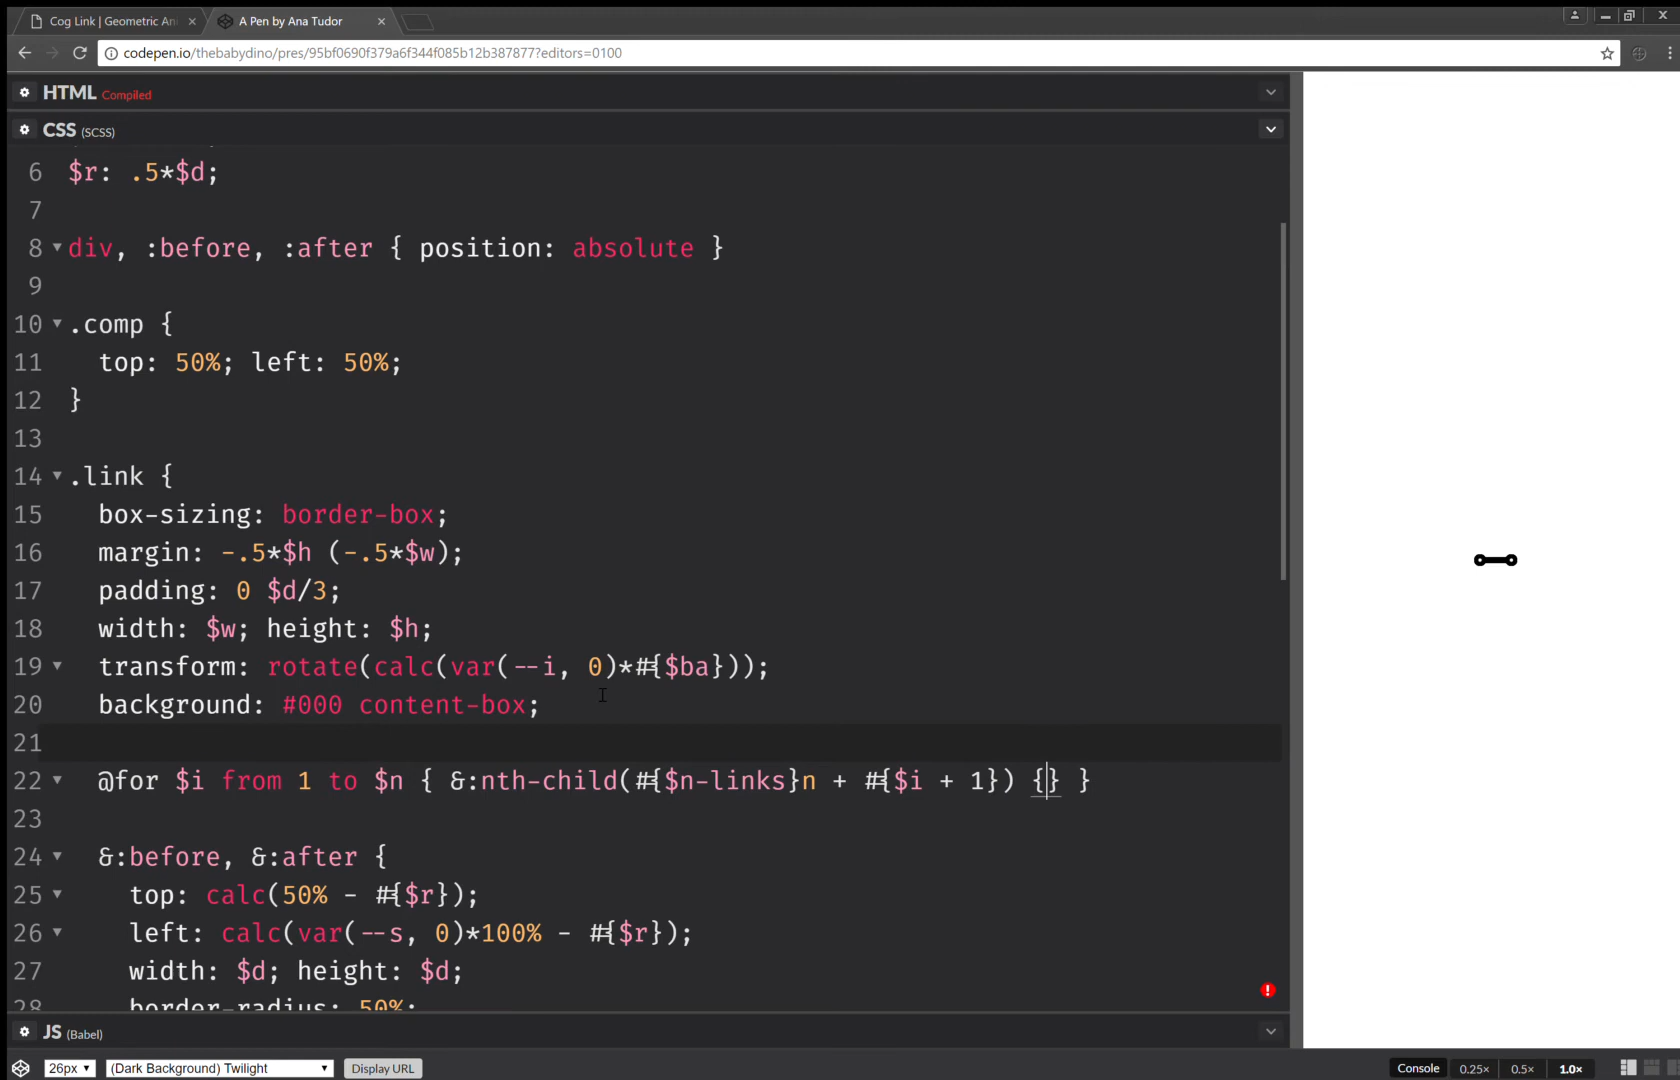 Cog Link | Geometric Ani
A Pen by Ana Tudor
codepen.io/thebabydino/pres/95bf0690f379a6f344f085b12b387877?editors=0100
HTML Compiled
CSS (SCSS)
6 $r: .5*$d;
7
8 div, :before, :after { position: absolute }
9
10 .comp {
11 top: 50%; left: 50%;
12 }
13
14 .link {
15 box-sizing: border-box;
16 margin: -.5*$h (-.5*$w);
17 padding: 0 $d/3;
18 width: $w; height: $h;
19 transform: rotate(calc(var(--i, 0)*#{$ba}));
20 background: #000 content-box;
21
22 @for $i from 1 to $n { &:nth-child(#{$n-links}n + #{$i + 1}) {} }
23
24 &:before, &:after {
25 top: calc(50% - #{$r});
26 left: calc(var(--s, 0)*100% - #{$r});
27 width: $d; height: $d;
28 border-radius: 50%;
JS (Babel)
26px (Dark Background) Twilight Display URL Console 0.25× 0.5× 1.0×